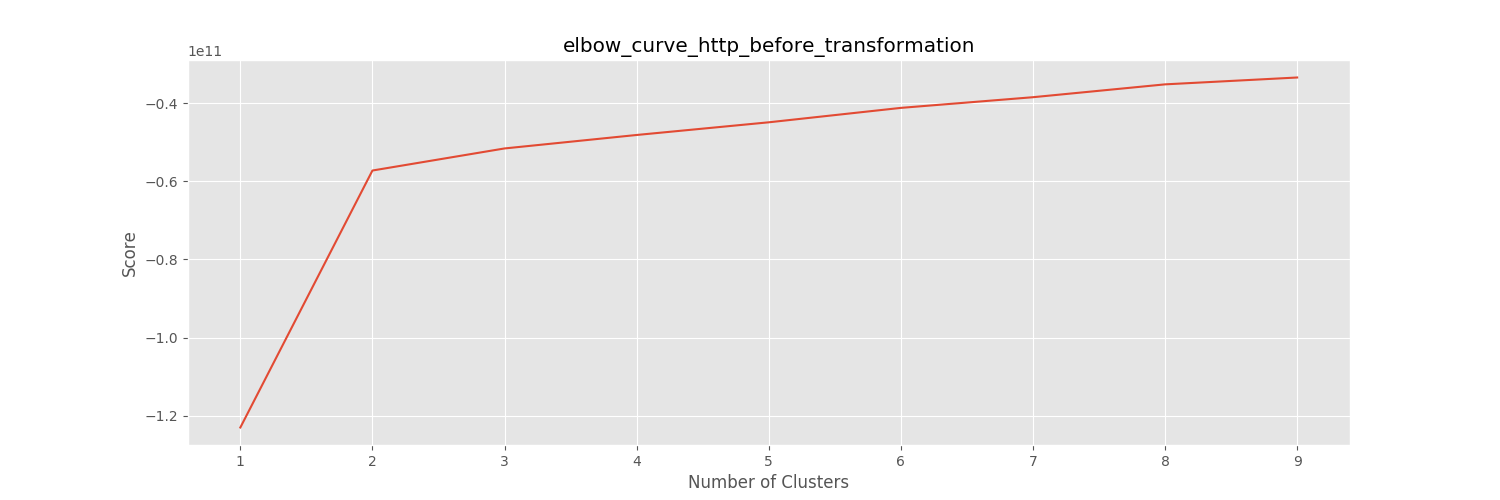 elbow_curve_http_before_transformation
1e11
−0.4
−0.6
−0.8
−1.0
−1.2
Score
1 2 3 4 5 6 7 8 9
Number of Clusters